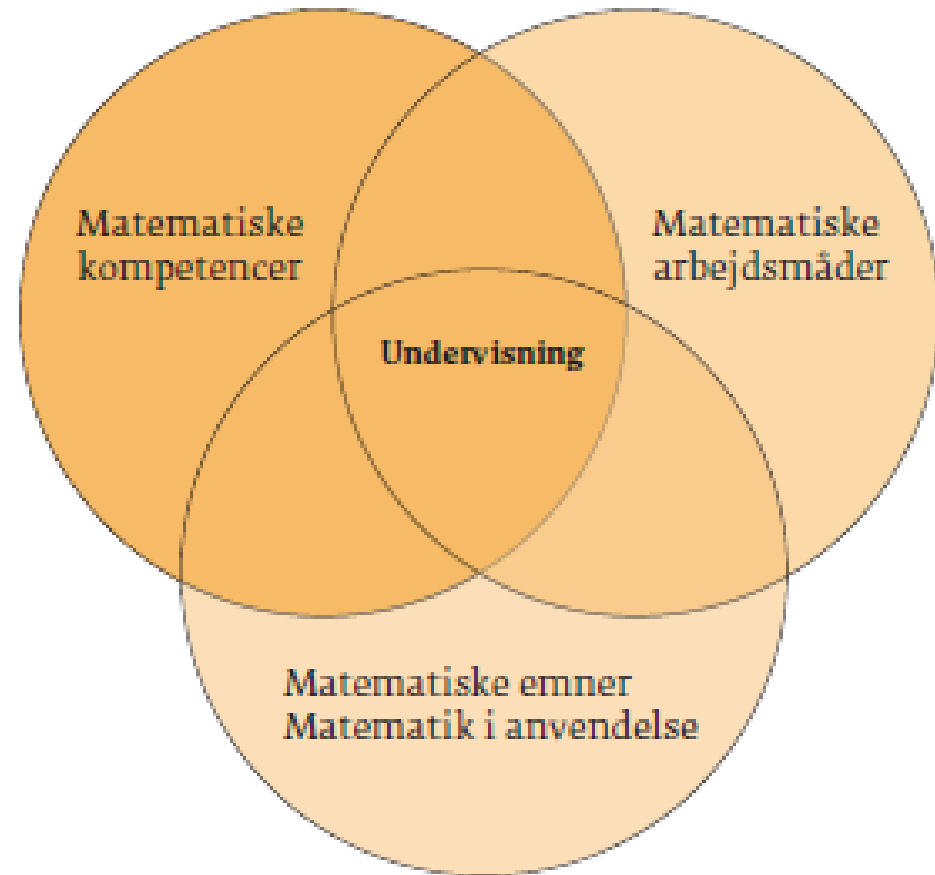 Matematiske
kompetencer
Matematiske
arbejdsmåder
Undervisning
Matematiske emner
Matematik i anvendelse